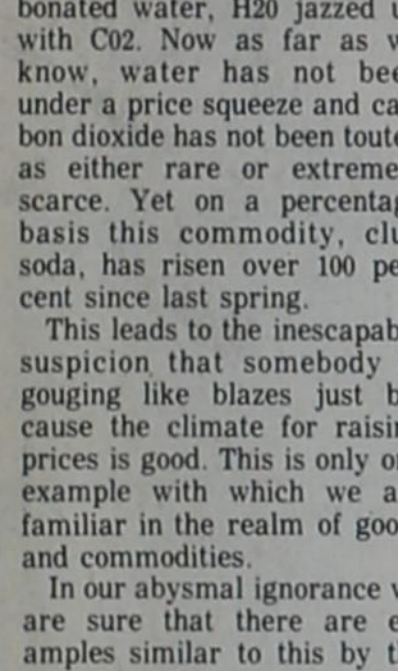 bonated water, H20 jazzed u
with C02. Now as far as w
know, water has not bee
under a price squeeze and ca
bon dioxide has not been toute
as either rare or extreme
scarce. Yet on a percentag
basis this commodity, clu
soda, has risen over 100 pe
cent since last spring.
This leads to the inescapab
suspicion that somebody
gouging like blazes just b
cause the climate for raisin
prices is good. This is only on
example with which we a
familiar in the realm of goo
and commodities.
In our abysmal ignorance w
are sure that there are e
amples similar to this by t